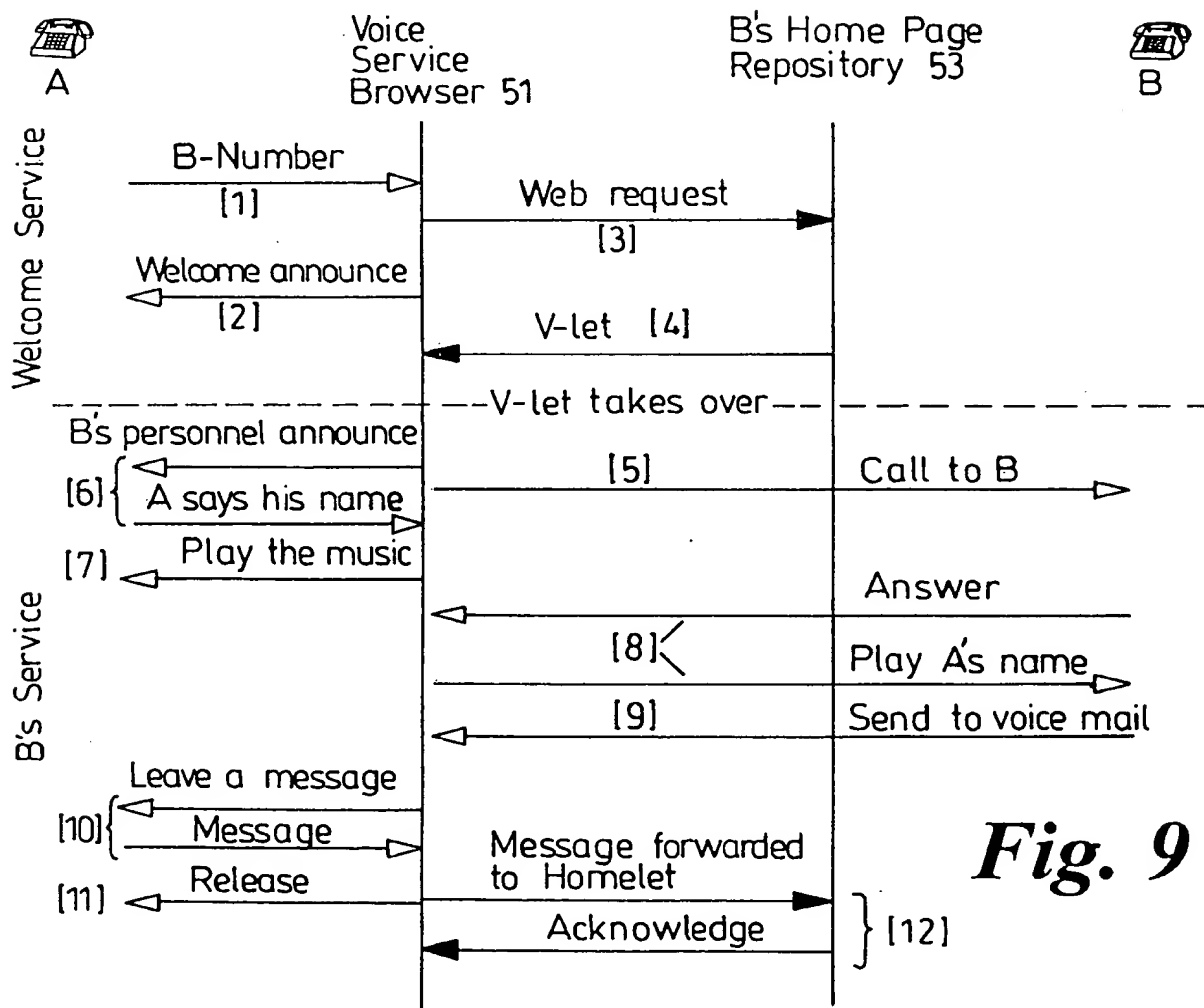 A
Voice
Service
Browser 51
B's Home Page
Repository 53
B
Welcome Service
B-Number
[1]
Web request
[3]
Welcome announce
[2]
V-let [4]
V-let takes over
B's Service
B's personnel announce
[6]
A says his name
[5]
Call to B
[7]
Play the music
Answer
[8]
Play A's name
[9]
Send to voice mail
Leave a message
[10]
Message
Message forwarded
to Homelet
[11]
Release
Acknowledge
[12]
Fig. 9